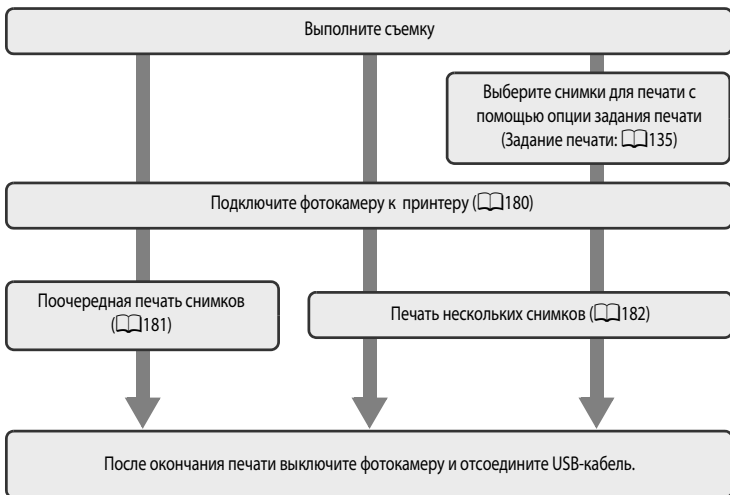 Выполните съемку
Выберите снимки для печати с
помощью опции задания печати
(Задание печати: 135)
Подключите фотокамеру к принтеру (180)
Поочередная печать снимков
(181)
Печать нескольких снимков (182)
После окончания печати выключите фотокамеру и отсоедините USB-кабель.